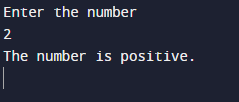 Enter the number
2
The number is positive.